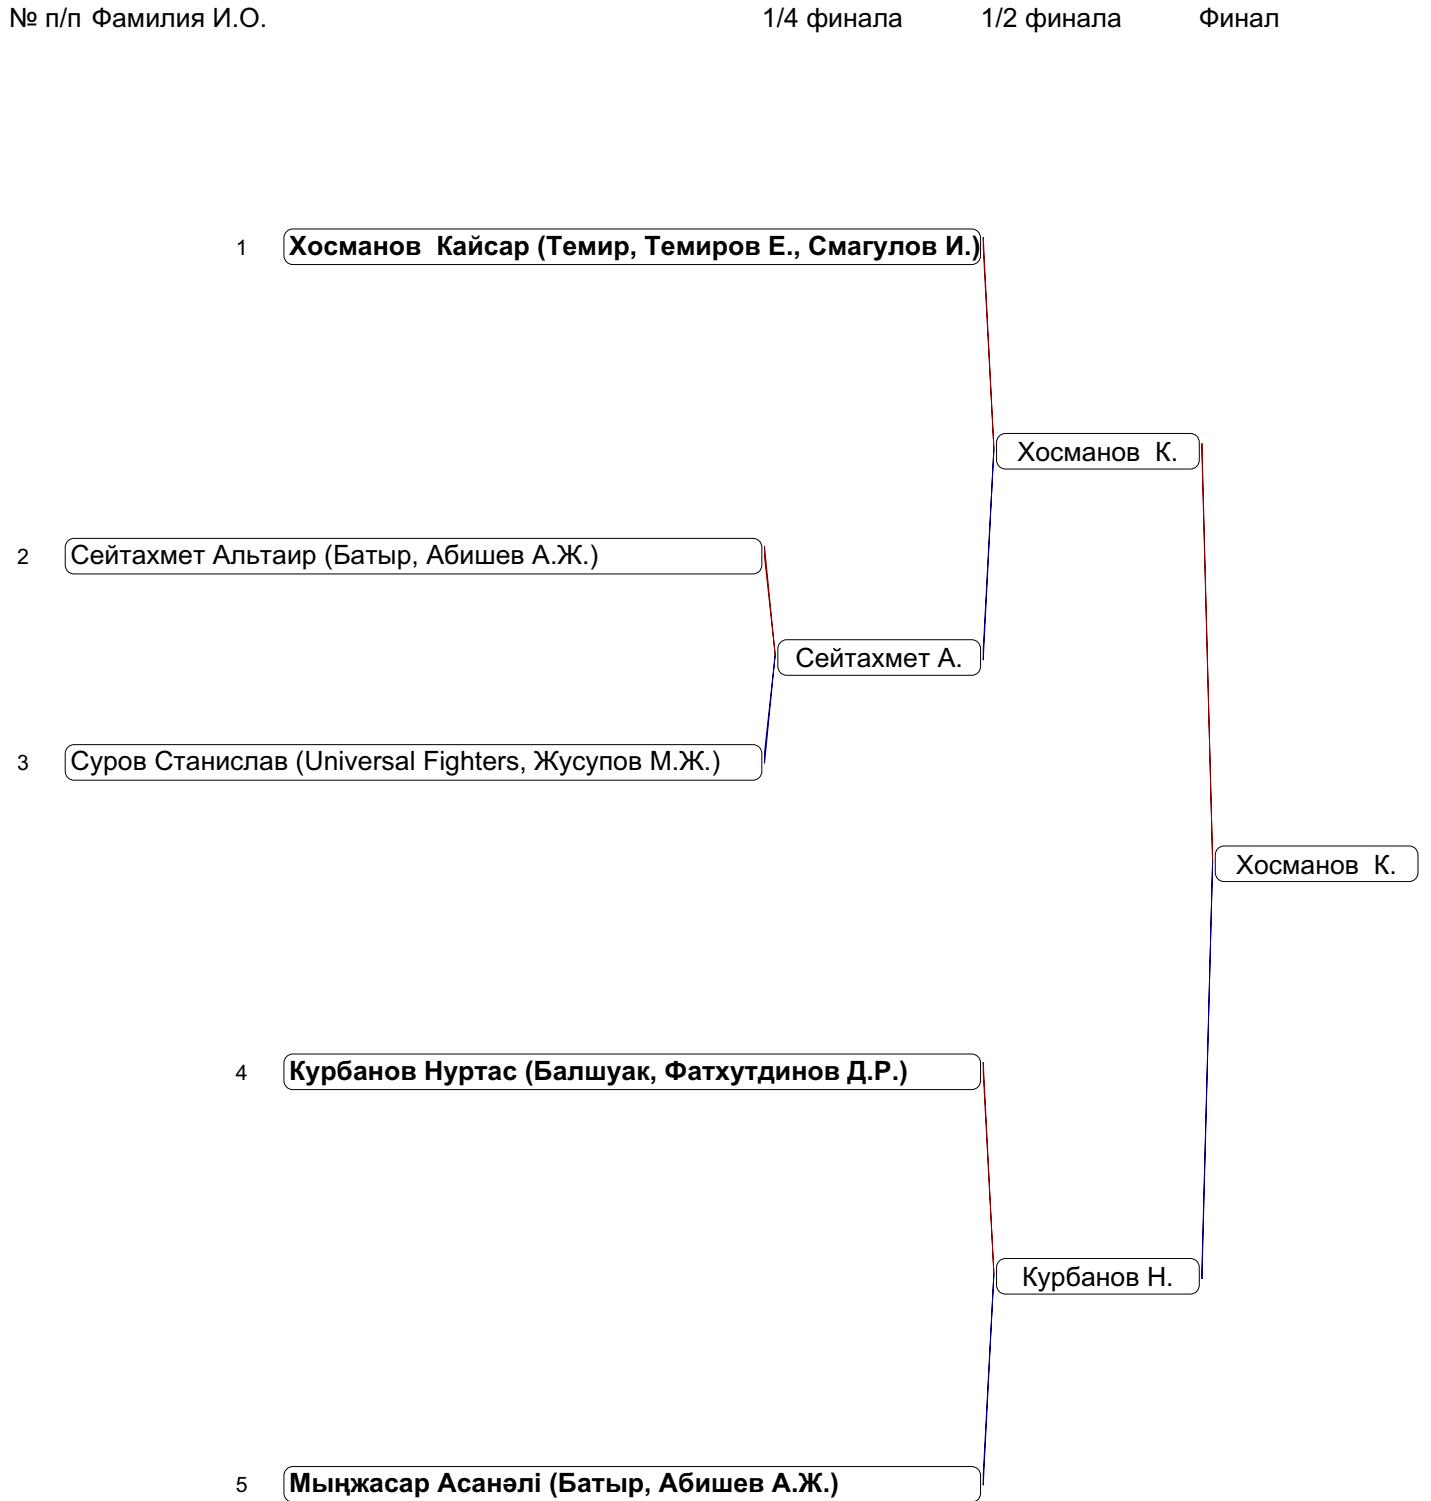 № п/п Фамилия И.О. 1/4 финала 1/2 финала Финал
1 Хосманов  Кайсар (Темир, Темиров Е., Смагулов И.)
Хосманов  К.
2 Сейтахмет Альтаир (Батыр, Абишев А.Ж.)
Сейтахмет А.
3 Суров Станислав (Universal Fighters, Жусупов М.Ж.)
Хосманов  К.
4 Курбанов Нуртас (Балшуак, Фатхутдинов Д.Р.)
Курбанов Н.
5 Мыңжасар Асанәлі (Батыр, Абишев А.Ж.)